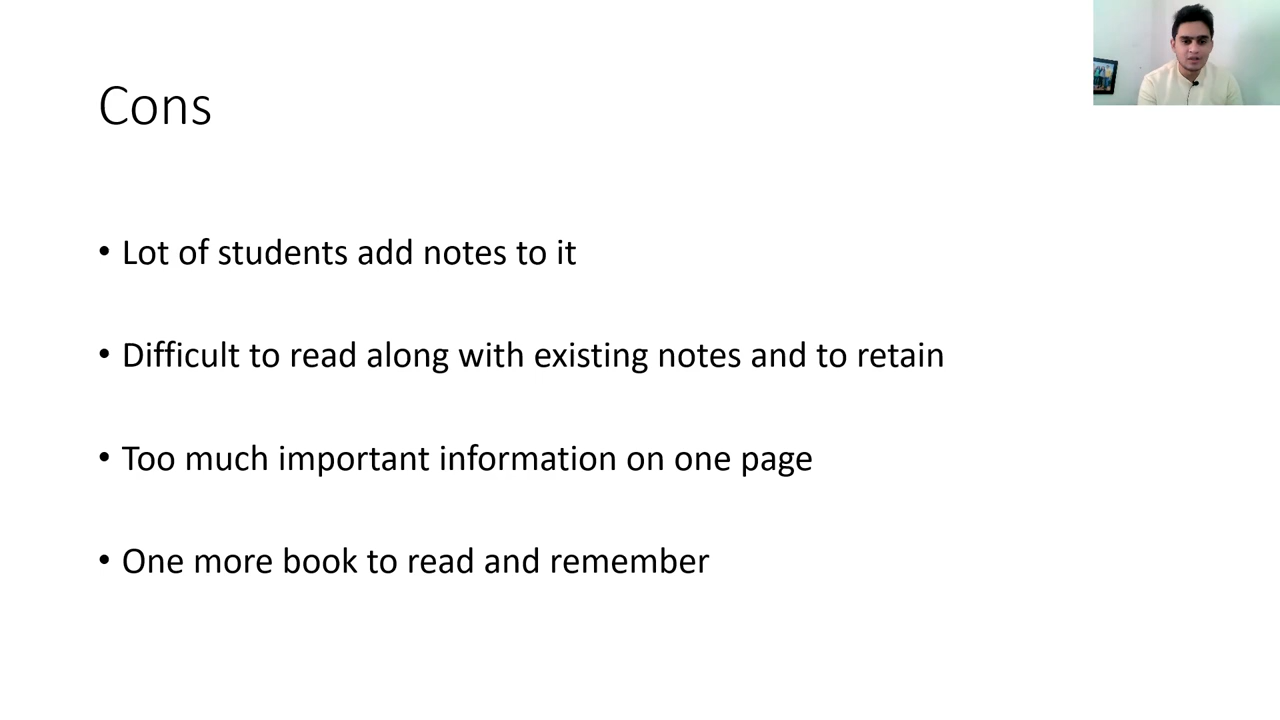 Cons
• Lot of students add notes to it
• Difficult to read along with existing notes and to retain
• Too much important information on one page
• One more book to read and remember